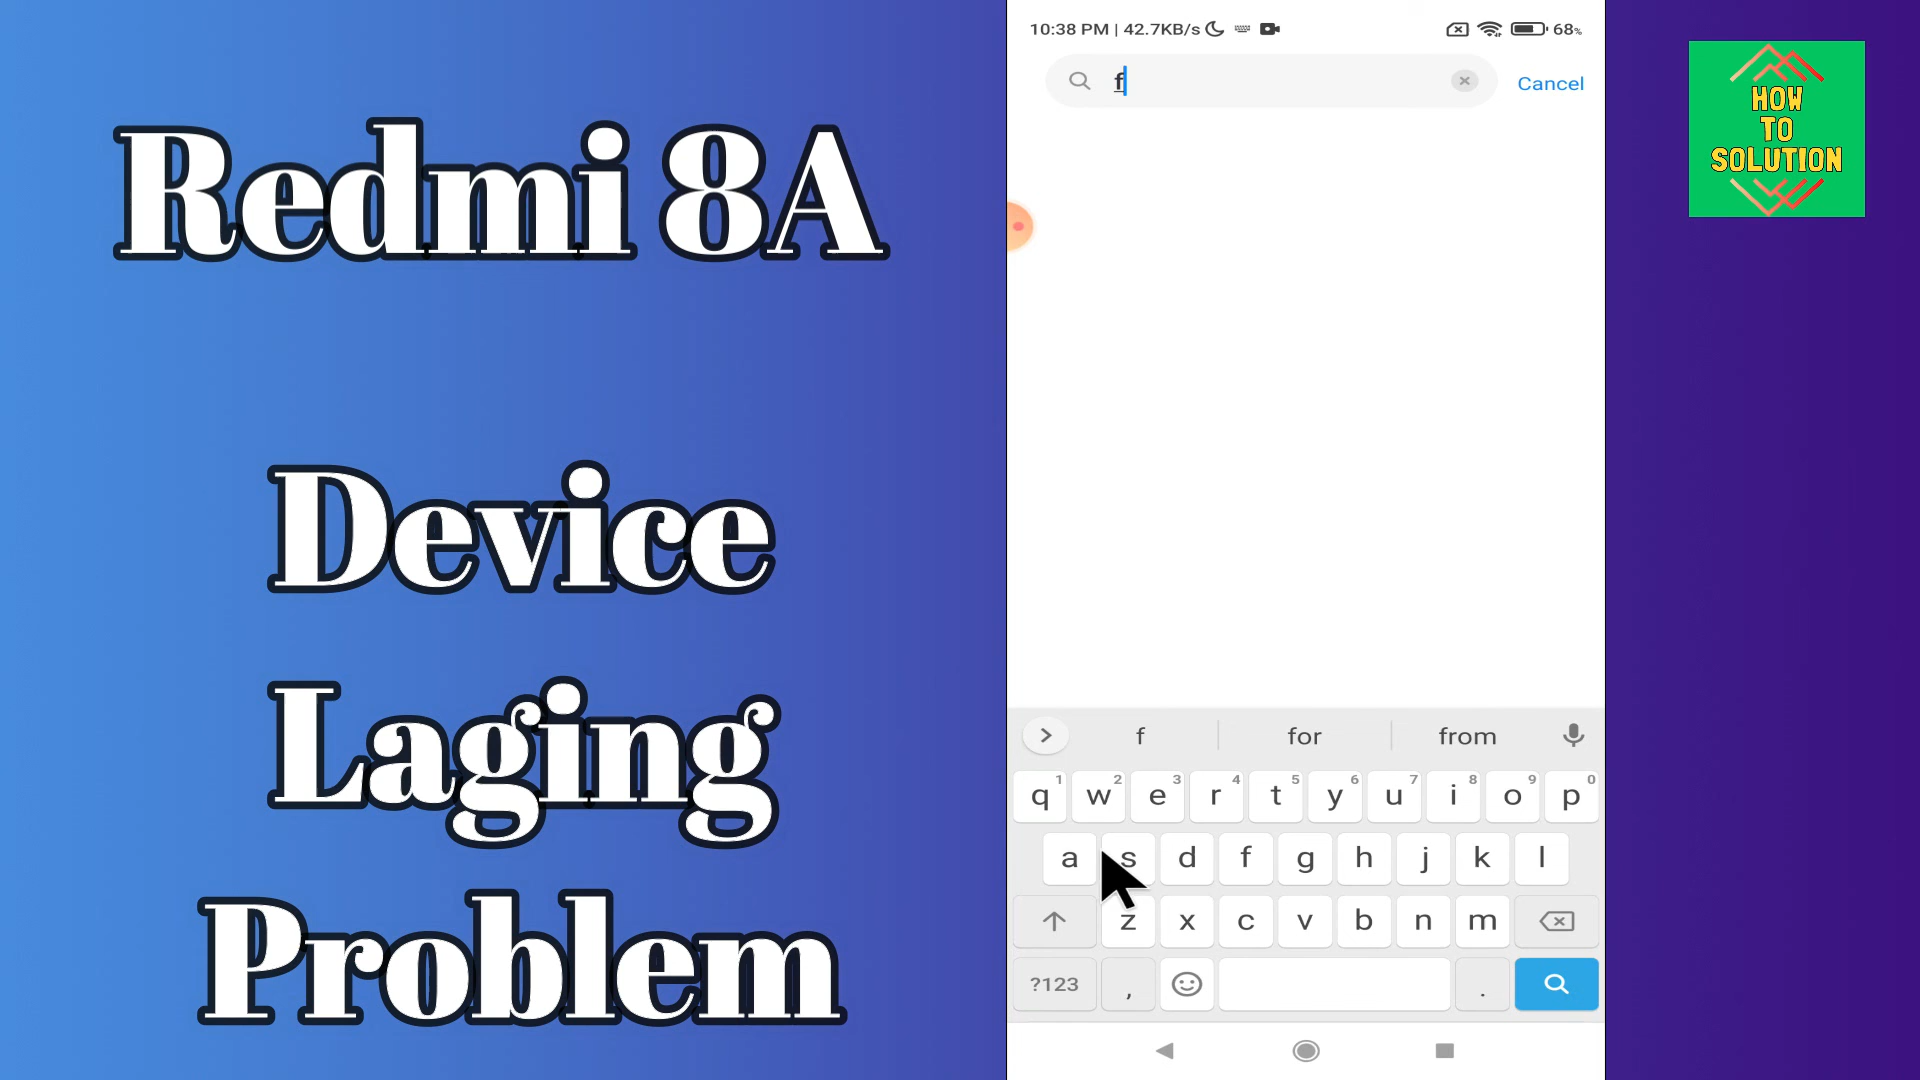 Redmi 8A
Device
Laging
Problem
10:38 PM | 42.7KB/s
68%
f
Cancel
HOW
TO
SOLUTION
f for from
1 2 3 4 5 6 7 8 9 0
q w e r t y u i o p
a s d f g h j k l
z x c v b n m
?123 , .